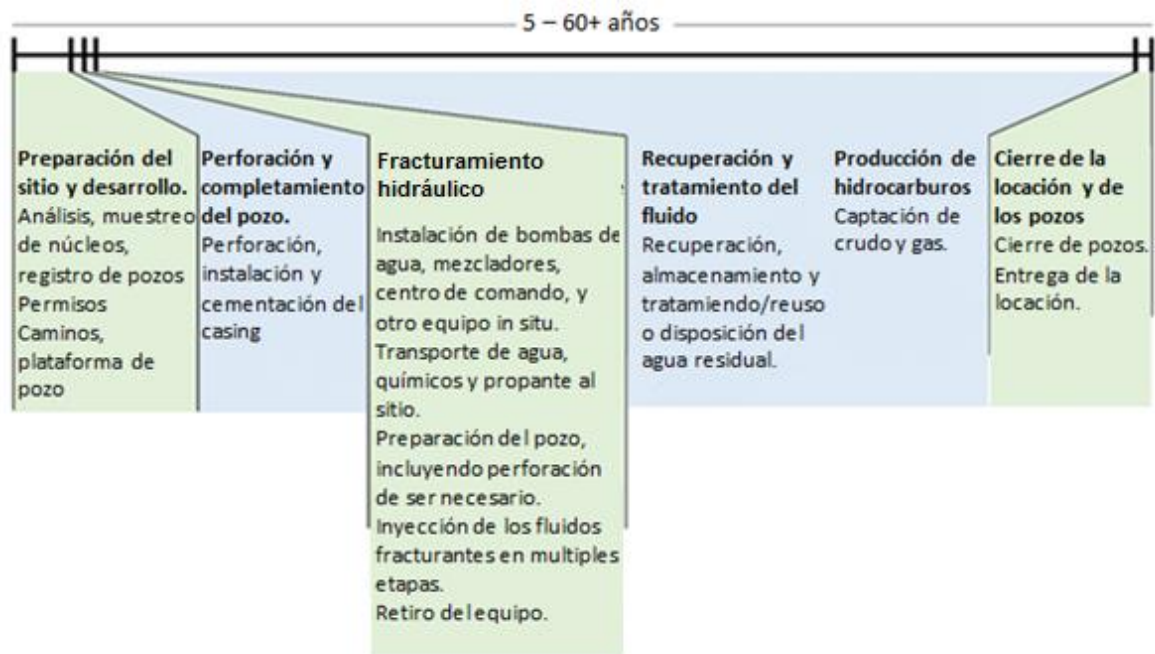 5 – 60+ años
Preparación del
sitio y desarrollo.
Análisis, muestreo
de núcleos,
registro de pozos
Permisos
Caminos,
plataforma de
pozo
Perforación y
completamiento
del pozo.
Perforación,
instalación y
cementación del
casing
Fracturamiento
hidráulico
Instalación de bombas de
agua, mezcladores,
centro de comando, y
otro equipo in situ.
Transporte de agua,
químicos y propante al
sitio.
Preparación del pozo,
incluyendo perforación
de ser necesario.
Inyección de los fluidos
fracturantes en multiples
etapas.
Retiro del equipo.
Recuperación y
tratamiento del
fluido
Recuperación,
almacenamiento y
tratamiendo/reuso
o disposición del
agua residual.
Producción de
hidrocarburos
Captación de
crudo y gas.
Cierre de la
locación y de
los pozos
Cierre de pozos.
Entrega de la
locación.